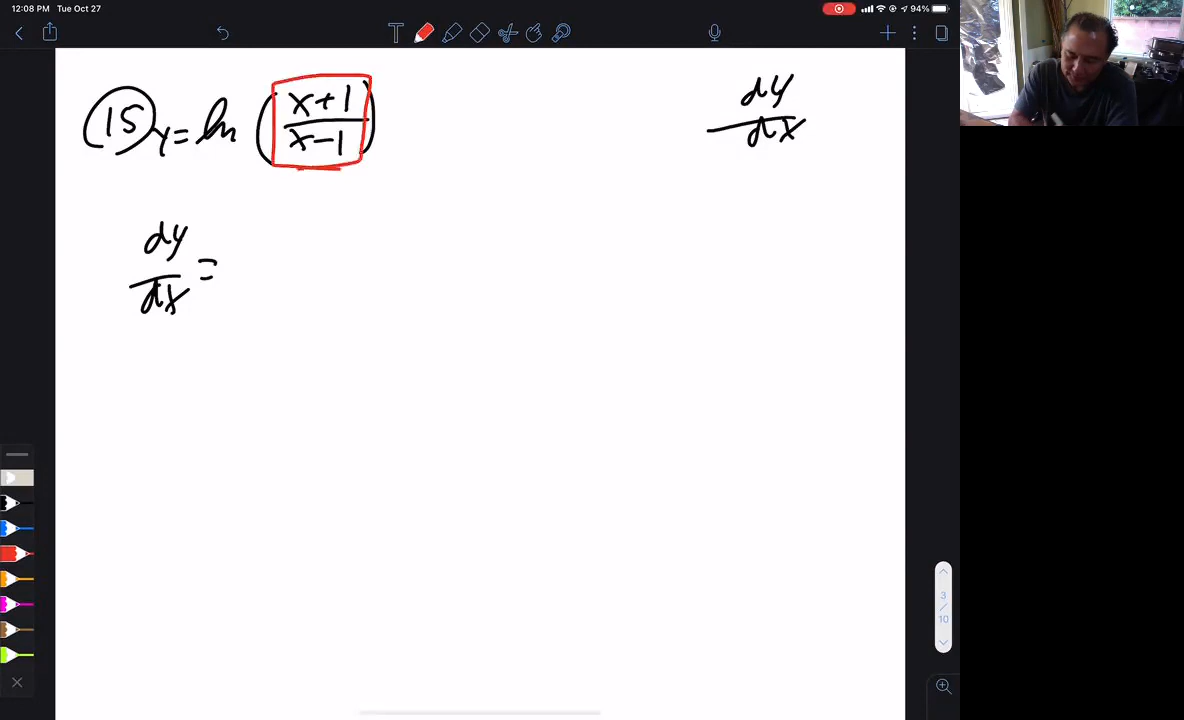 12:08 PM Tue Oct 27 94%
15 y = ln ( x+1 / x-1 ) dy / dx
dy / dx =
3 / 10